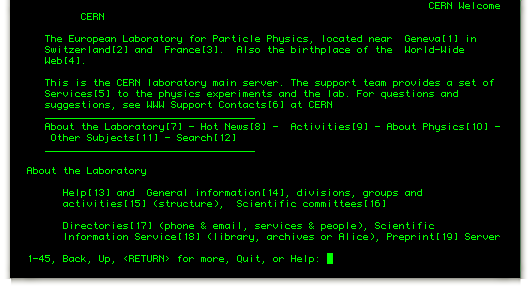 CERN Welcome
CERN
The European Laboratory for Particle Physics, located near Geneva[1] in
Switzerland[2] and France[3]. Also the birthplace of the World-Wide
Web[4].
This is the CERN laboratory main server. The support team provides a set of
Services[5] to the physics experiments and the lab. For questions and
suggestions, see WWW Support Contacts[6] at CERN
About the Laboratory[7] - Hot News[8] - Activities[9] - About Physics[10] -
Other Subjects[11] - Search[12]
About the Laboratory
Help[13] and General information[14], divisions, groups and
activities[15] (structure), Scientific committees[16]
Directories[17] (phone & email, services & people), Scientific
Information Service[18] (library, archives or Alice), Preprint[19] Server
1-45, Back, Up, <RETURN> for more, Quit, or Help: